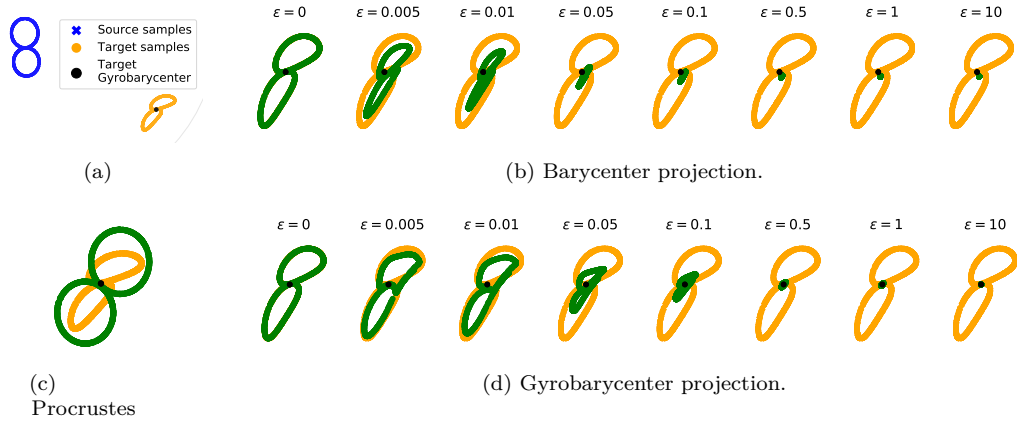 Source samples
Target samples
Target
Gyrobarycenter
(a)
ε = 0 ε = 0.005 ε = 0.01 ε = 0.05 ε = 0.1 ε = 0.5 ε = 1 ε = 10
(b) Barycenter projection.
(c)
Procrustes
ε = 0 ε = 0.005 ε = 0.01 ε = 0.05 ε = 0.1 ε = 0.5 ε = 1 ε = 10
(d) Gyrobarycenter projection.